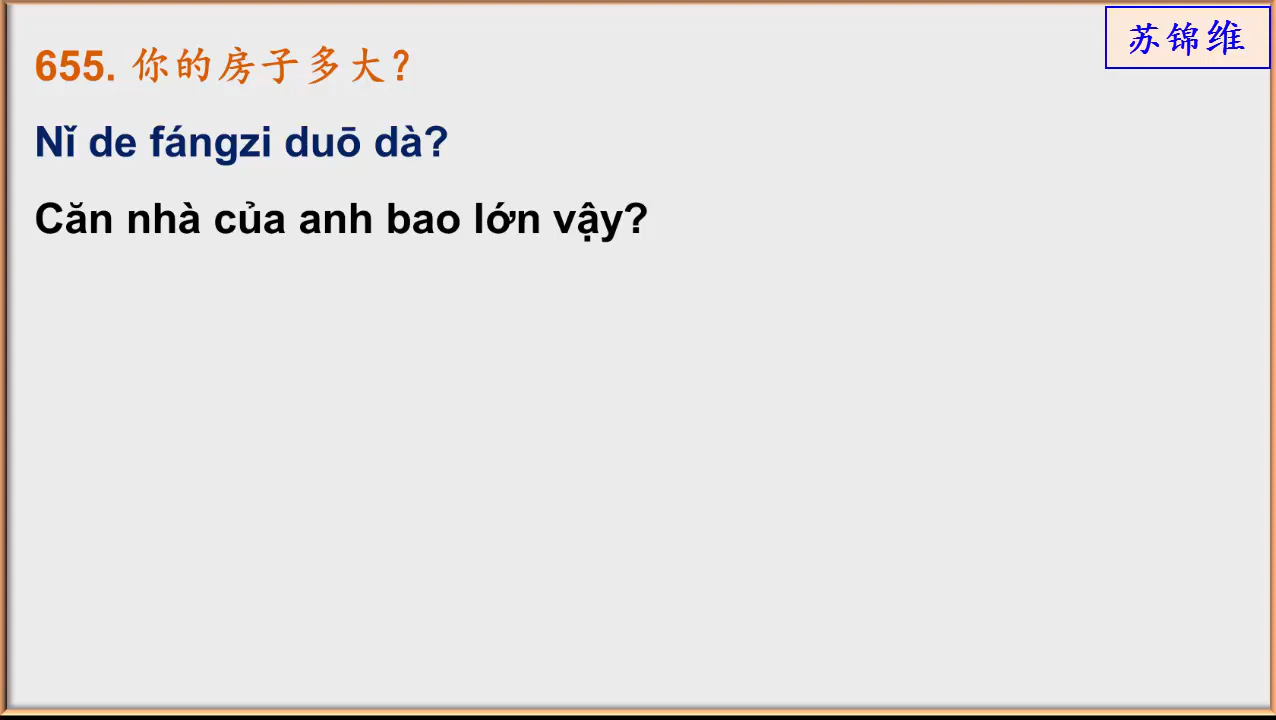 苏锦维
655. 你的房子多大?
Nǐ de fángzi duō dà?
Căn nhà của anh bao lớn vậy?